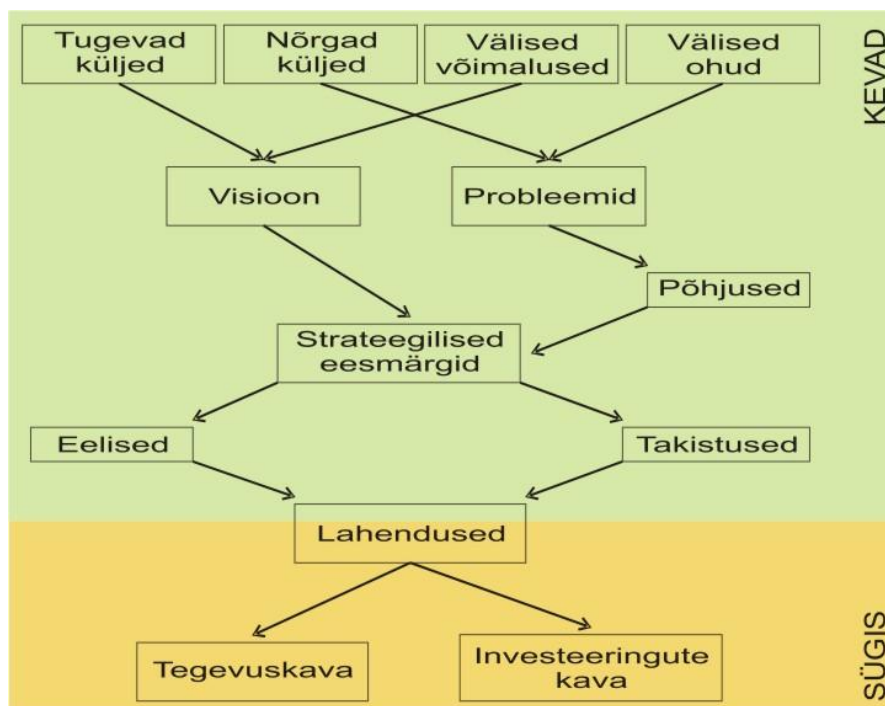 Tugevad
küljed
Nõrgad
küljed
Välised
võimalused
Välised
ohud
KEVAD
Visioon
Probleemid
Põhjused
Strateegilised
eesmärgid
Eelised
Takistused
Lahendused
SÜGIS
Tegevuskava
Investeeringute
kava